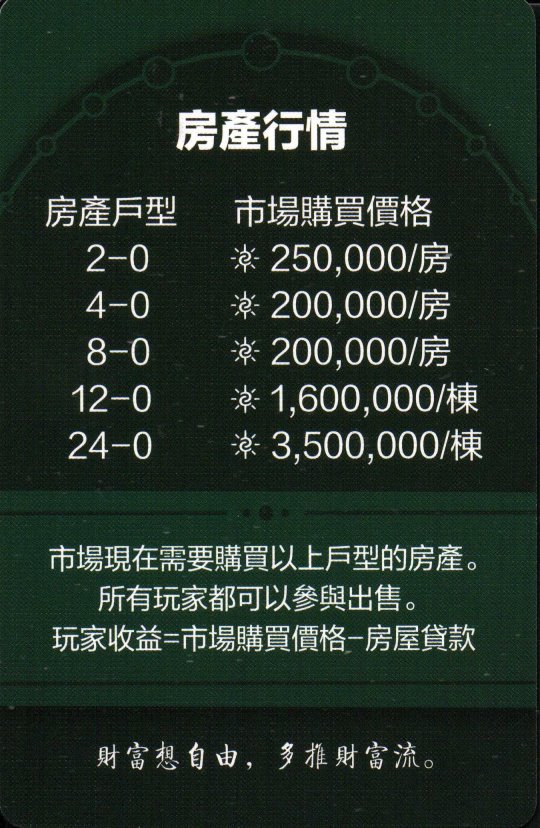 房產行情
房產戶型 市場購買價格
2-0 250,000/房
4-0 200,000/房
8-0 200,000/房
12-0 1,600,000/棟
24-0 3,500,000/棟
市場現在需要購買以上戶型的房產。
所有玩家都可以參與出售。
玩家收益=市場購買價格-房屋貸款
財富想自由，多推財富流。